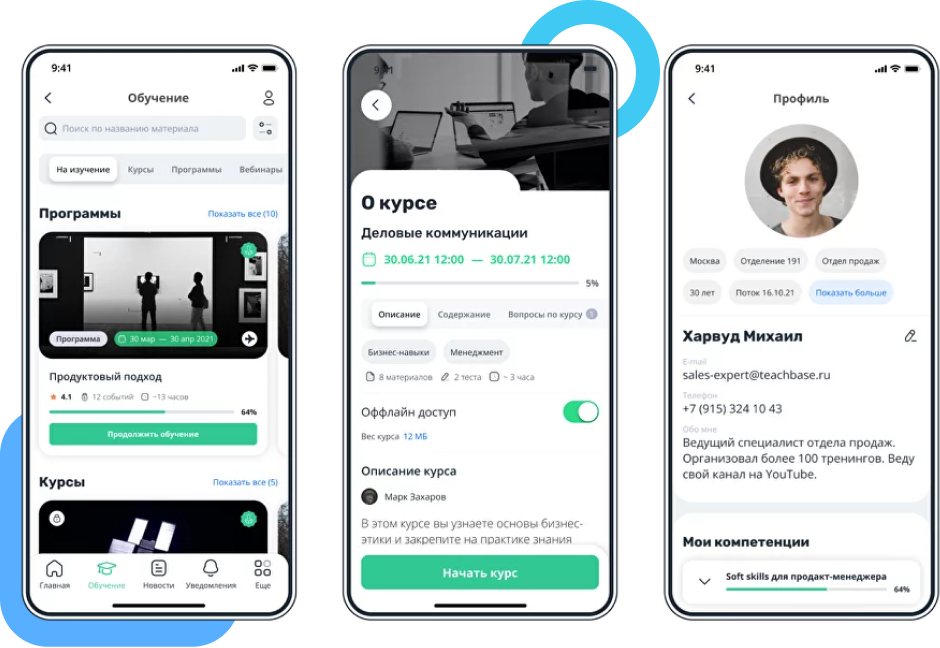 9:41
Обучение
Поиск по названию материала
На изучение Курсы Программы Вебинары
Программы Показать все (10)
Программа 30 мар — 30 апр 2021
Продуктовый подход
4.1 12 событий ~13 часов
64%
Продолжить обучение
Курсы Показать все (5)
Главная Обучение Новости Уведомления Еще
9:41
О курсе
Деловые коммуникации
30.06.21 12:00 — 30.07.21 12:00
5%
Описание Содержание Вопросы по курсу 1
Бизнес-навыки Менеджмент
8 материалов 2 теста ~ 3 часа
Оффлайн доступ
Вес курса 12 МБ
Описание курса
Марк Захаров
В этом курсе вы узнаете основы бизнес-
этики и закрепите на практике знания
Начать курс
9:41
Профиль
Москва Отделение 191 Отдел продаж
30 лет Поток 16.10.21 Показать больше
Харвуд Михаил
E-mail
sales-expert@teachbase.ru
Телефон
+7 (915) 324 10 43
Обо мне
Ведущий специалист отдела продаж.
Организовал более 100 тренингов. Веду
свой канал на YouTube.
Мои компетенции
Soft skills для продакт-менеджера
64%